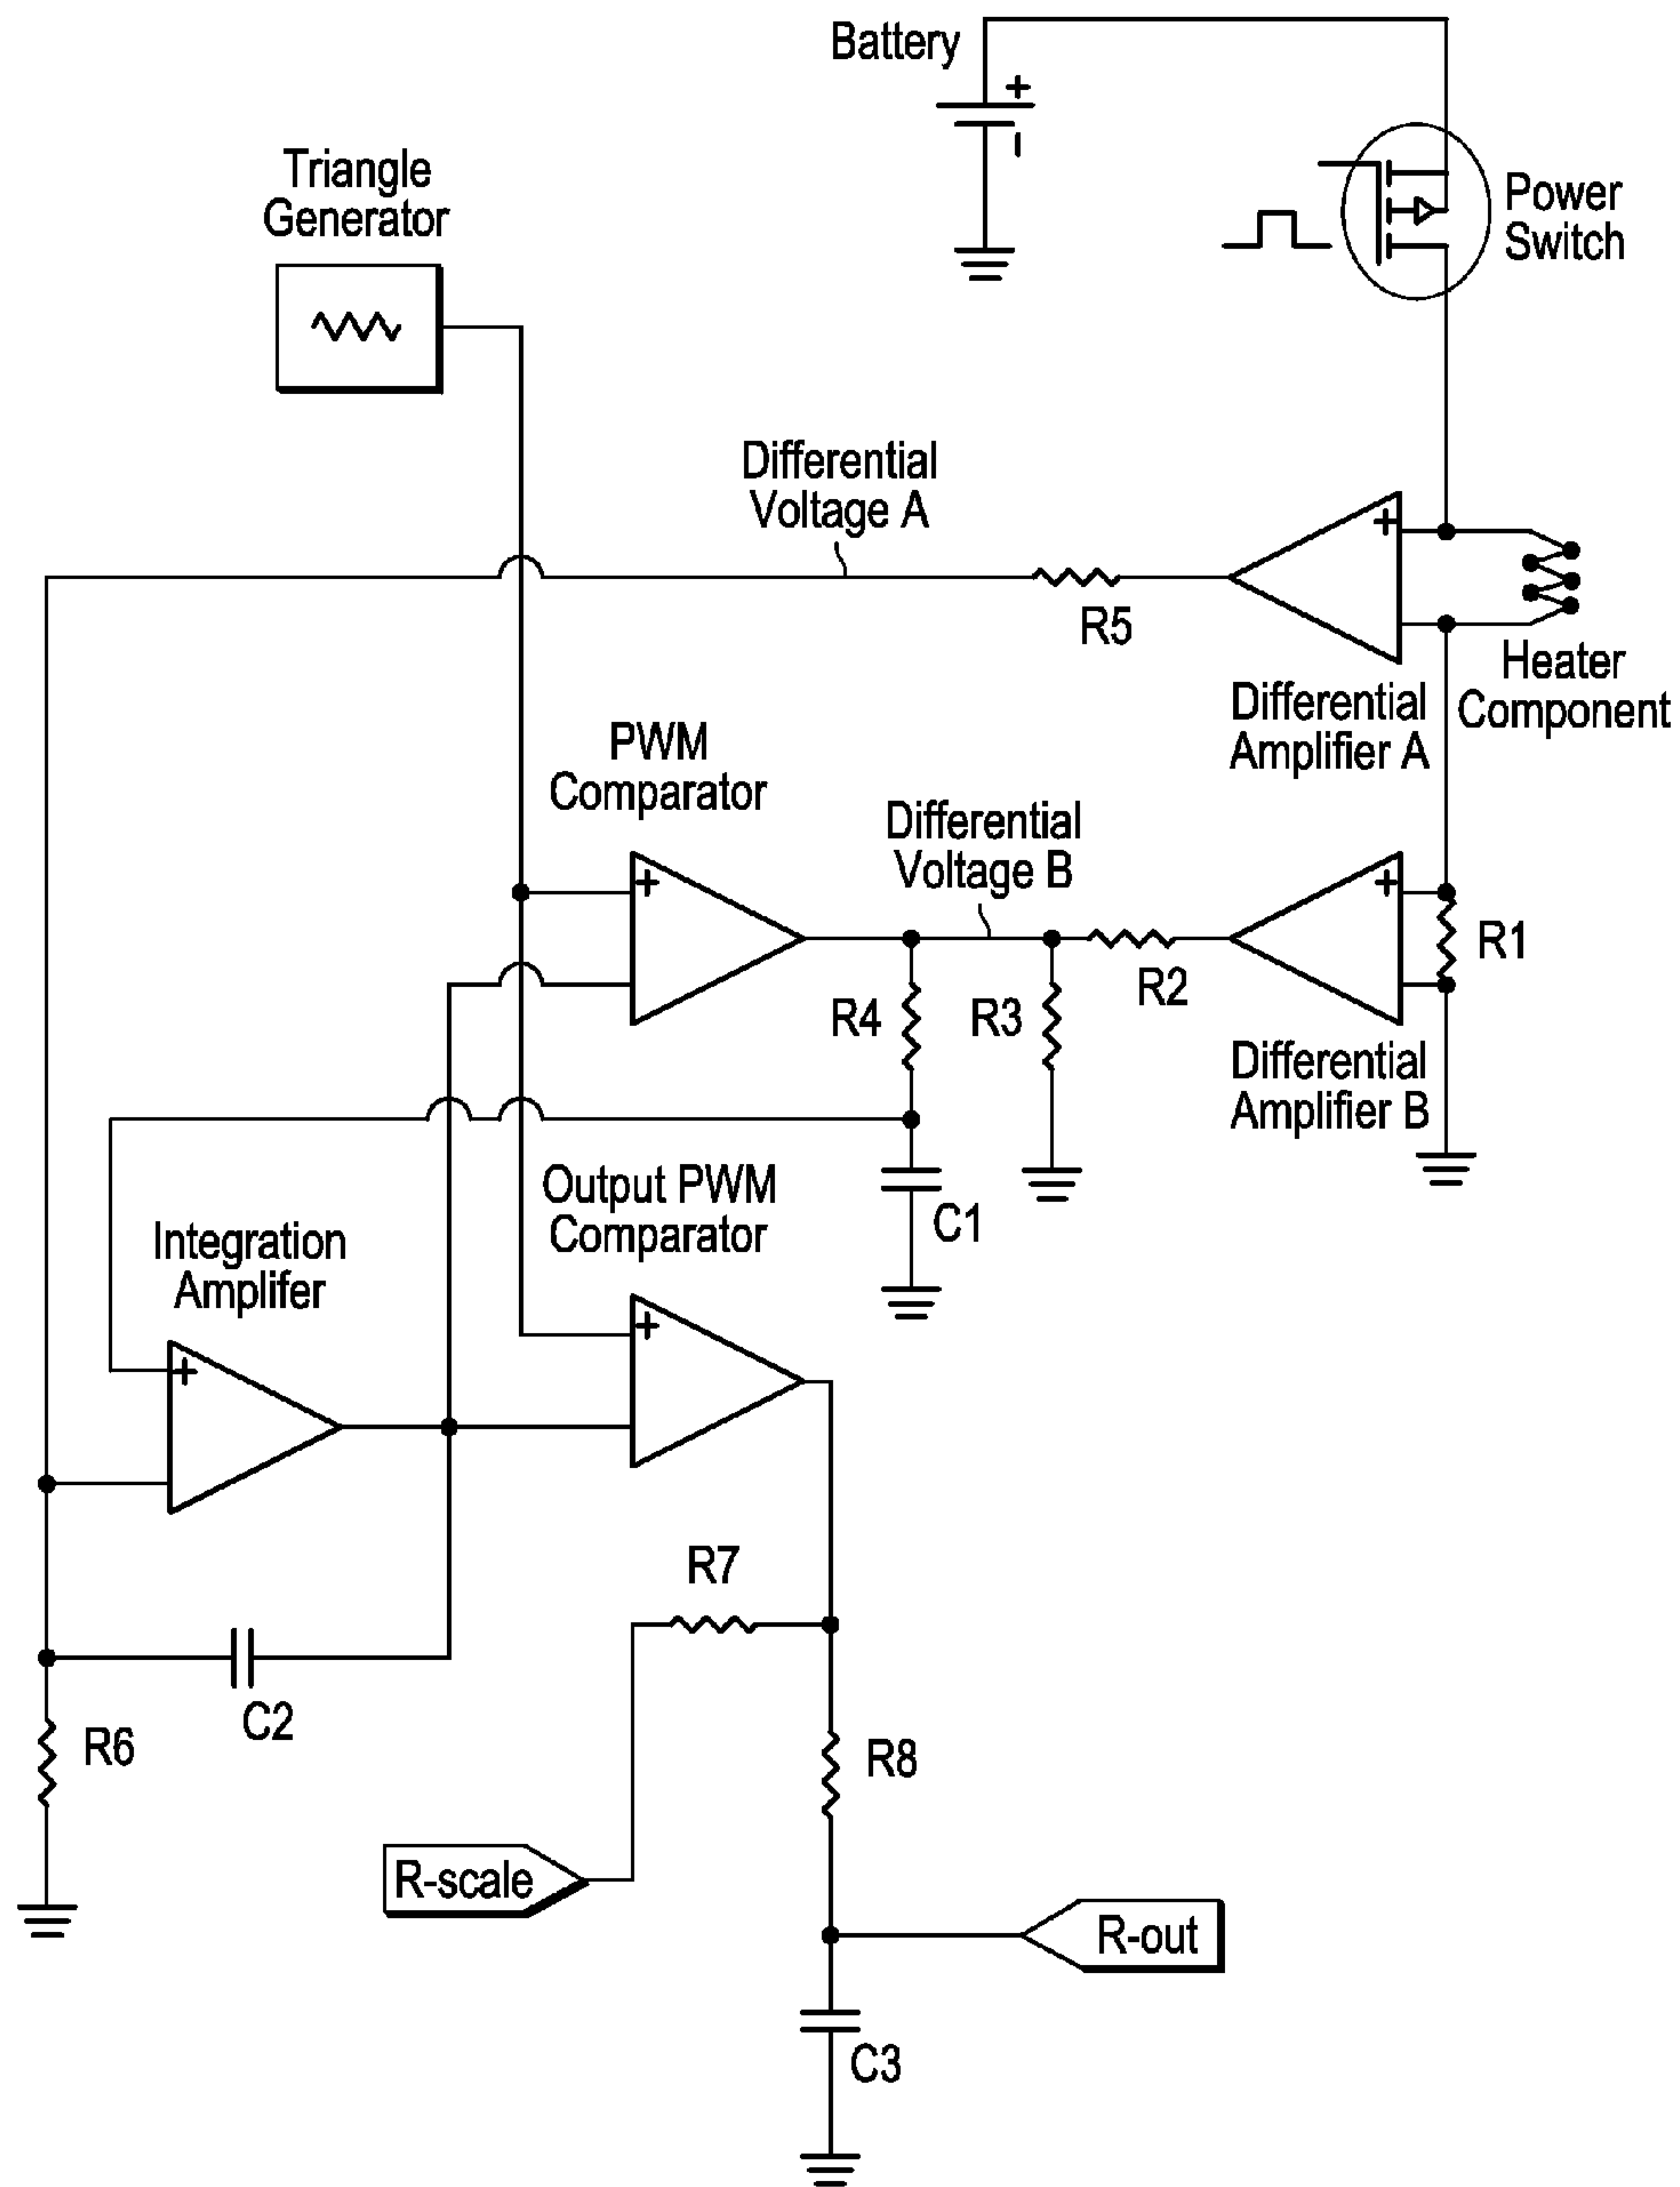 Battery
+
−
Triangle
Generator
Power
Switch
Differential
Voltage A
+
R5
Heater
Component
Differential
Amplifier A
PWM
Comparator
Differential
Voltage B
+
+
R1
R2
R4
R3
Differential
Amplifier B
Output PWM
Comparator
C1
Integration
Amplifer
+
+
R7
C2
R6
R8
R-scale
R-out
C3